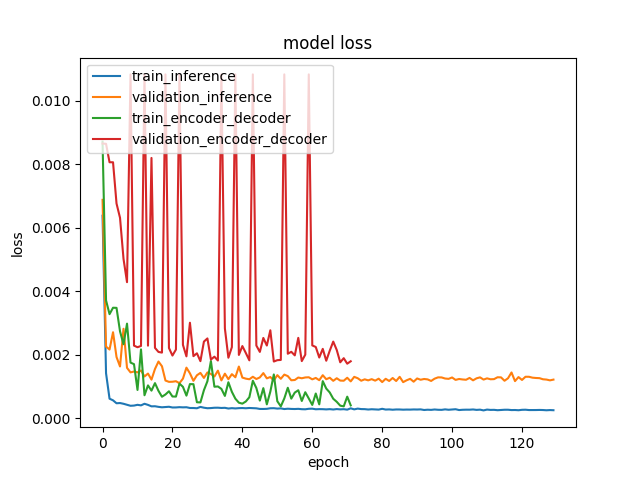 model loss
train_inference
validation_inference
train_encoder_decoder
validation_encoder_decoder
0.010
0.008
0.006
0.004
0.002
0.000
loss
0 20 40 60 80 100 120
epoch